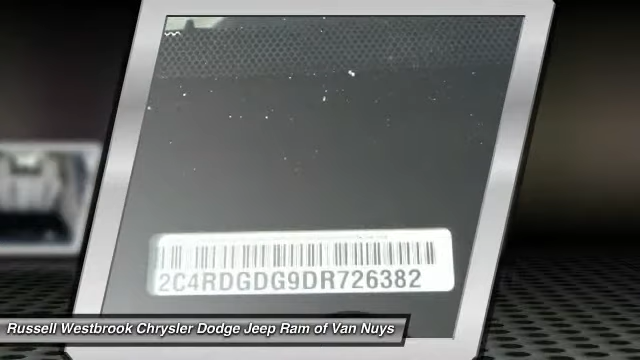 2C4RDGDG9DR726382
Russell Westbrook Chrysler Dodge Jeep Ram of Van Nuys